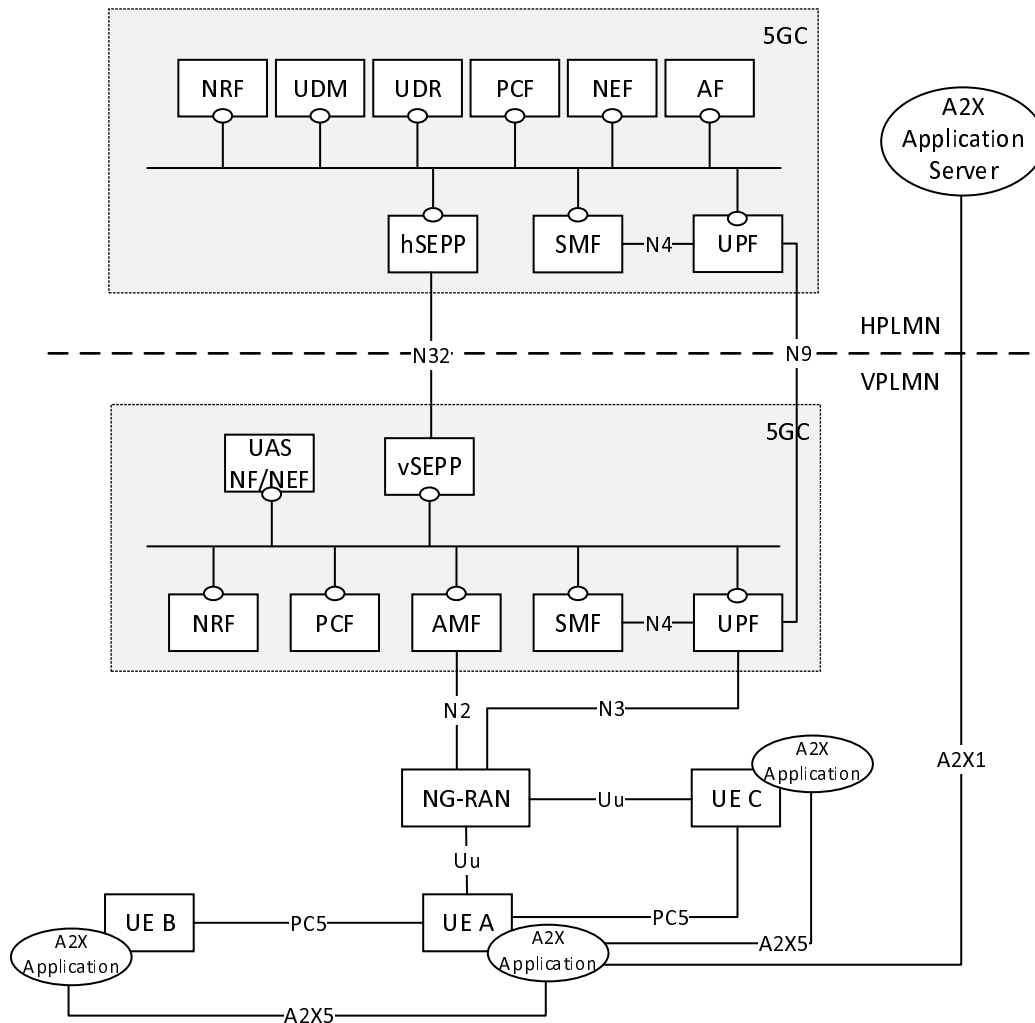 5GC
NRF
UDM
UDR
PCF
NEF
AF
A2X
Application
Server
hSEPP
SMF
N4
UPF
HPLMN
N32
N9
VPLMN
5GC
UAS
NF/NEF
vSEPP
NRF
PCF
AMF
SMF
N4
UPF
N2
N3
A2X
Application
A2X1
NG-RAN
Uu
UE C
Uu
UE B
PC5
UE A
PC5
A2X
Application
A2X
Application
A2X5
A2X5